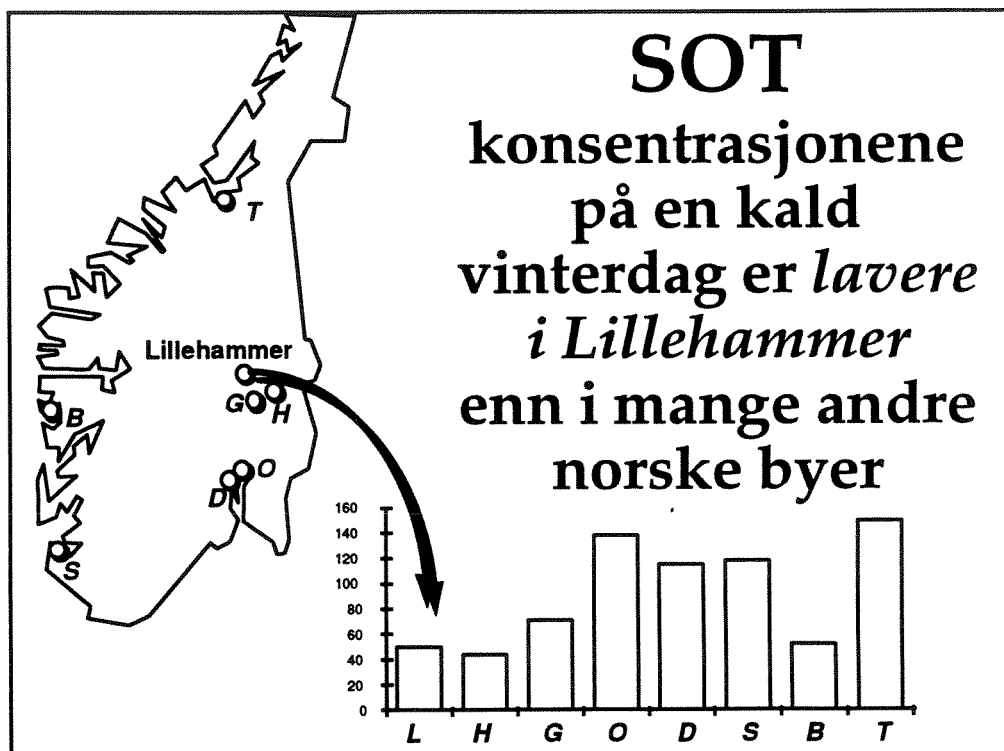 SOT
konsentrasjonene
på en kald
vinterdag er lavere
i Lillehammer
enn i mange andre
norske byer
T
Lillehammer
G
H
B
O
D
S
160
140
120
100
80
60
40
20
0
L H G O D S B T